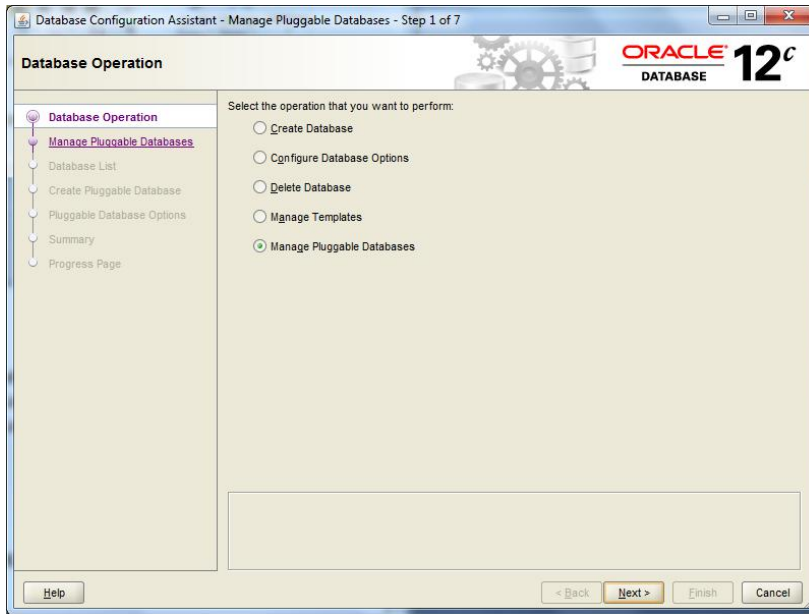 Database Configuration Assistant - Manage Pluggable Databases - Step 1 of 7
Database Operation
ORACLE
DATABASE
12c
Database Operation
Manage Pluggable Databases
Database List
Create Pluggable Database
Pluggable Database Options
Summary
Progress Page
Select the operation that you want to perform:
Create Database
Configure Database Options
Delete Database
Manage Templates
Manage Pluggable Databases
Help
< Back
Next >
Finish
Cancel